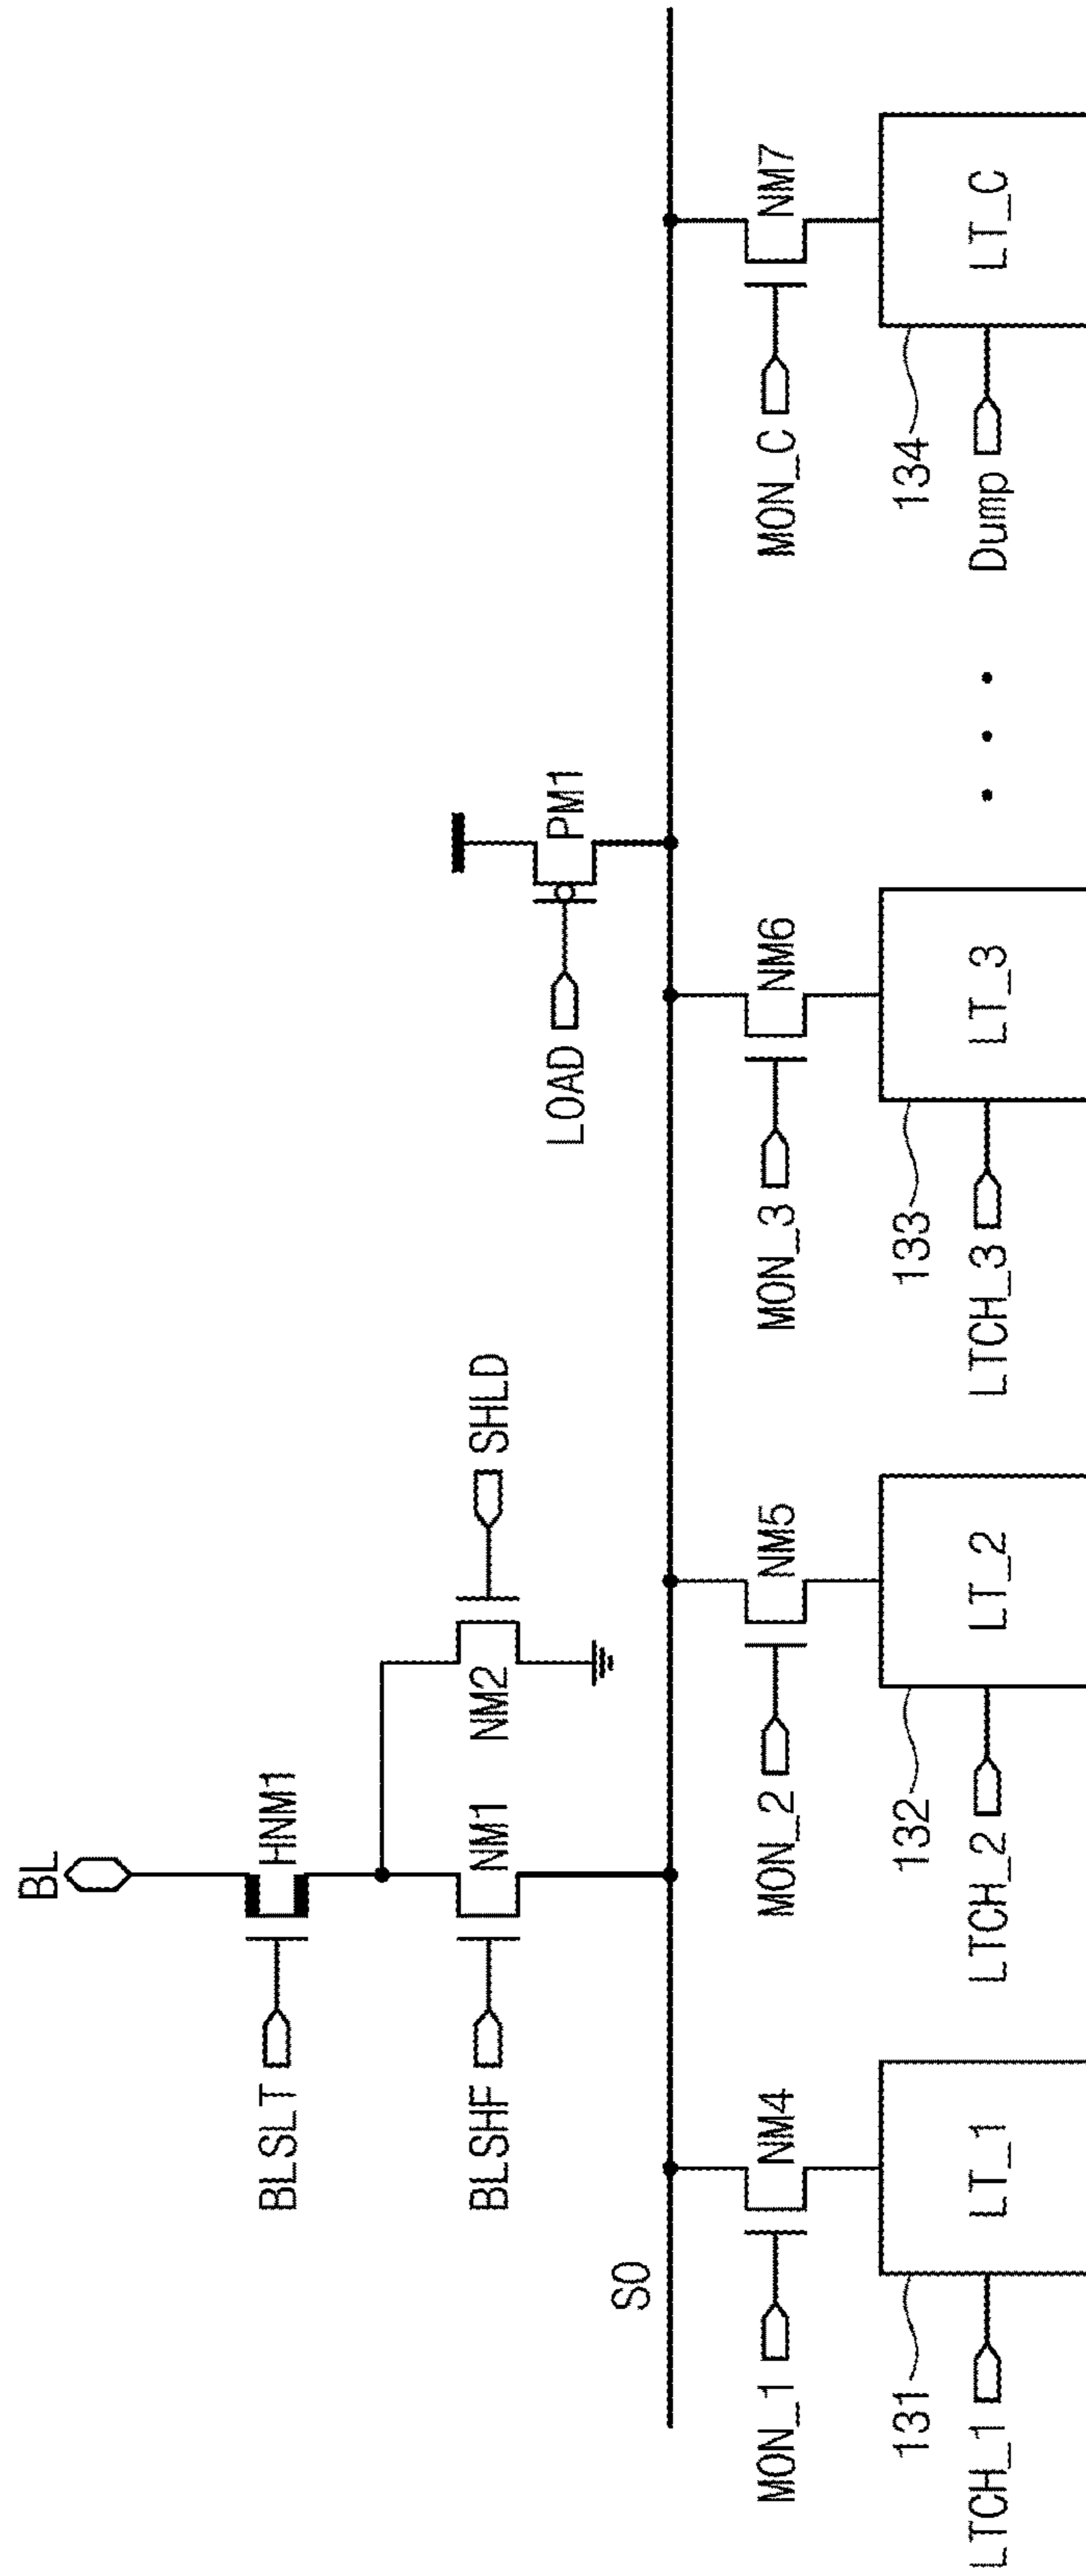 BL
BLSLT
HNM1
BLSHF
NM1
NM2
SHLD
LOAD
PM1
SO
MON_1
NM4
MON_2
NM5
MON_3
NM6
MON_C
NM7
131
132
133
134
LTCH_1
LT_1
LTCH_2
LT_2
LTCH_3
LT_3
Dump
LT_C